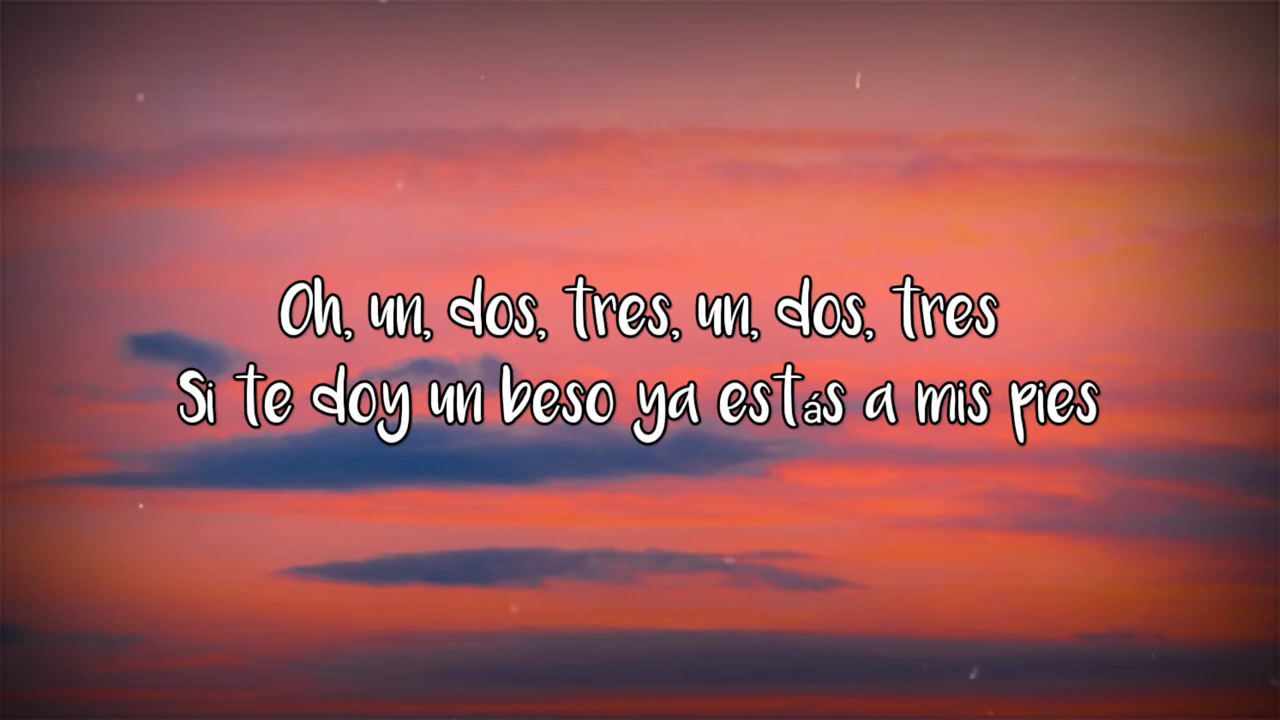 Oh, un, dos, tres, un, dos, tres
Si te doy un beso ya estás a mis pies